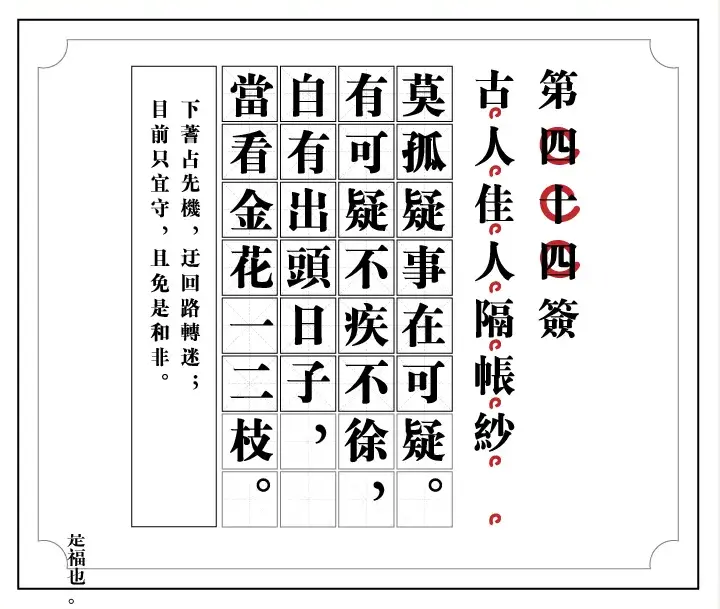 第四十四簽
古人佳人隔帳紗
莫孤疑事在可疑。
有可疑不疾不徐，
自有出頭日子，
當看金花一二枝。
下蓍占先機，迂回路轉迷；
目前只宜守，且免是和非。
是福也。